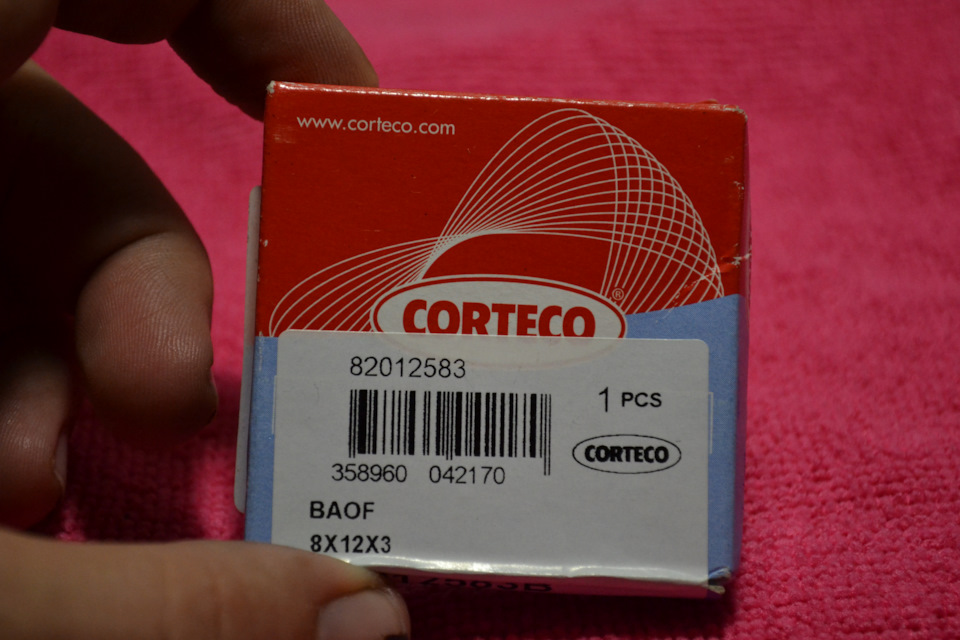 www.corteco.com
CORTECO®
82012583
1 PCS
358960 042170
CORTECO
BAOF
8X12X3